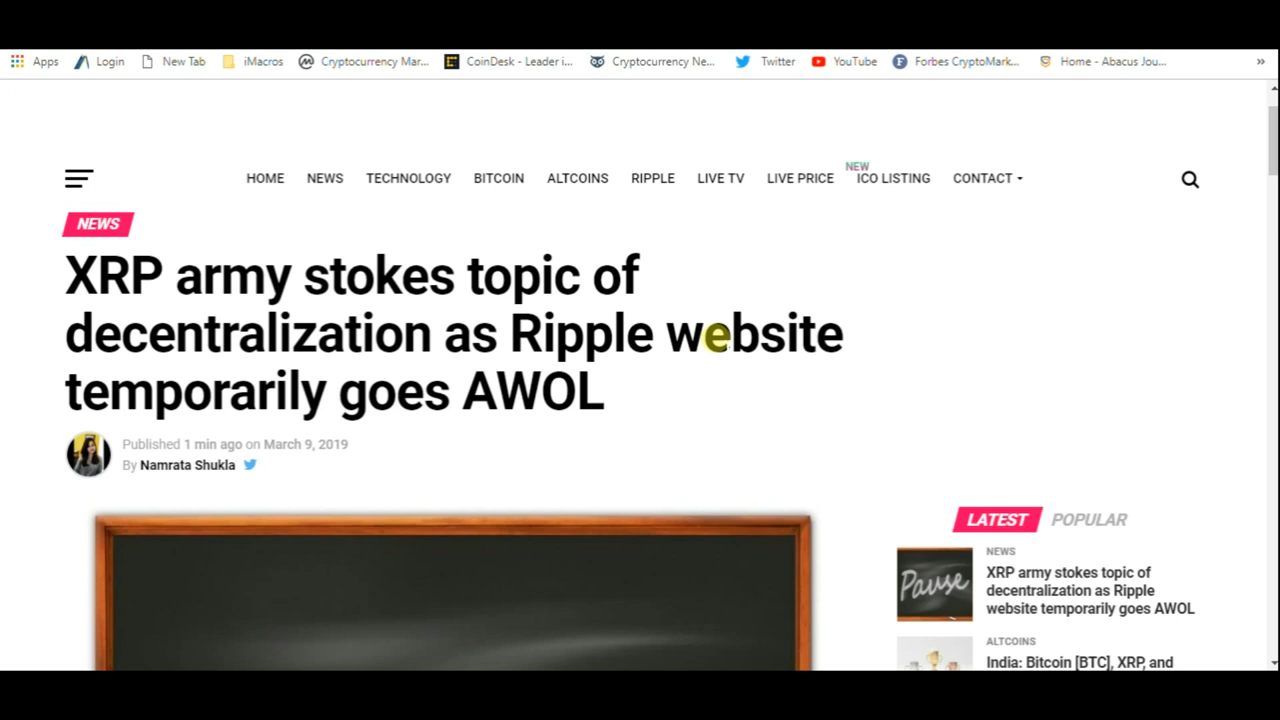 Apps Login New Tab iMacros Cryptocurrency Mar... CoinDesk - Leader i... Cryptocurrency Ne... Twitter YouTube Forbes CryptoMark... Home - Abacus Jou... »
NEW
HOME NEWS TECHNOLOGY BITCOIN ALTCOINS RIPPLE LIVE TV LIVE PRICE ICO LISTING CONTACT
NEWS
XRP army stokes topic of
decentralization as Ripple website
temporarily goes AWOL
Published 1 min ago on March 9, 2019
By Namrata Shukla
LATEST POPULAR
NEWS
Pause
XRP army stokes topic of
decentralization as Ripple
website temporarily goes AWOL
ALTCOINS
India: Bitcoin [BTC], XRP, and